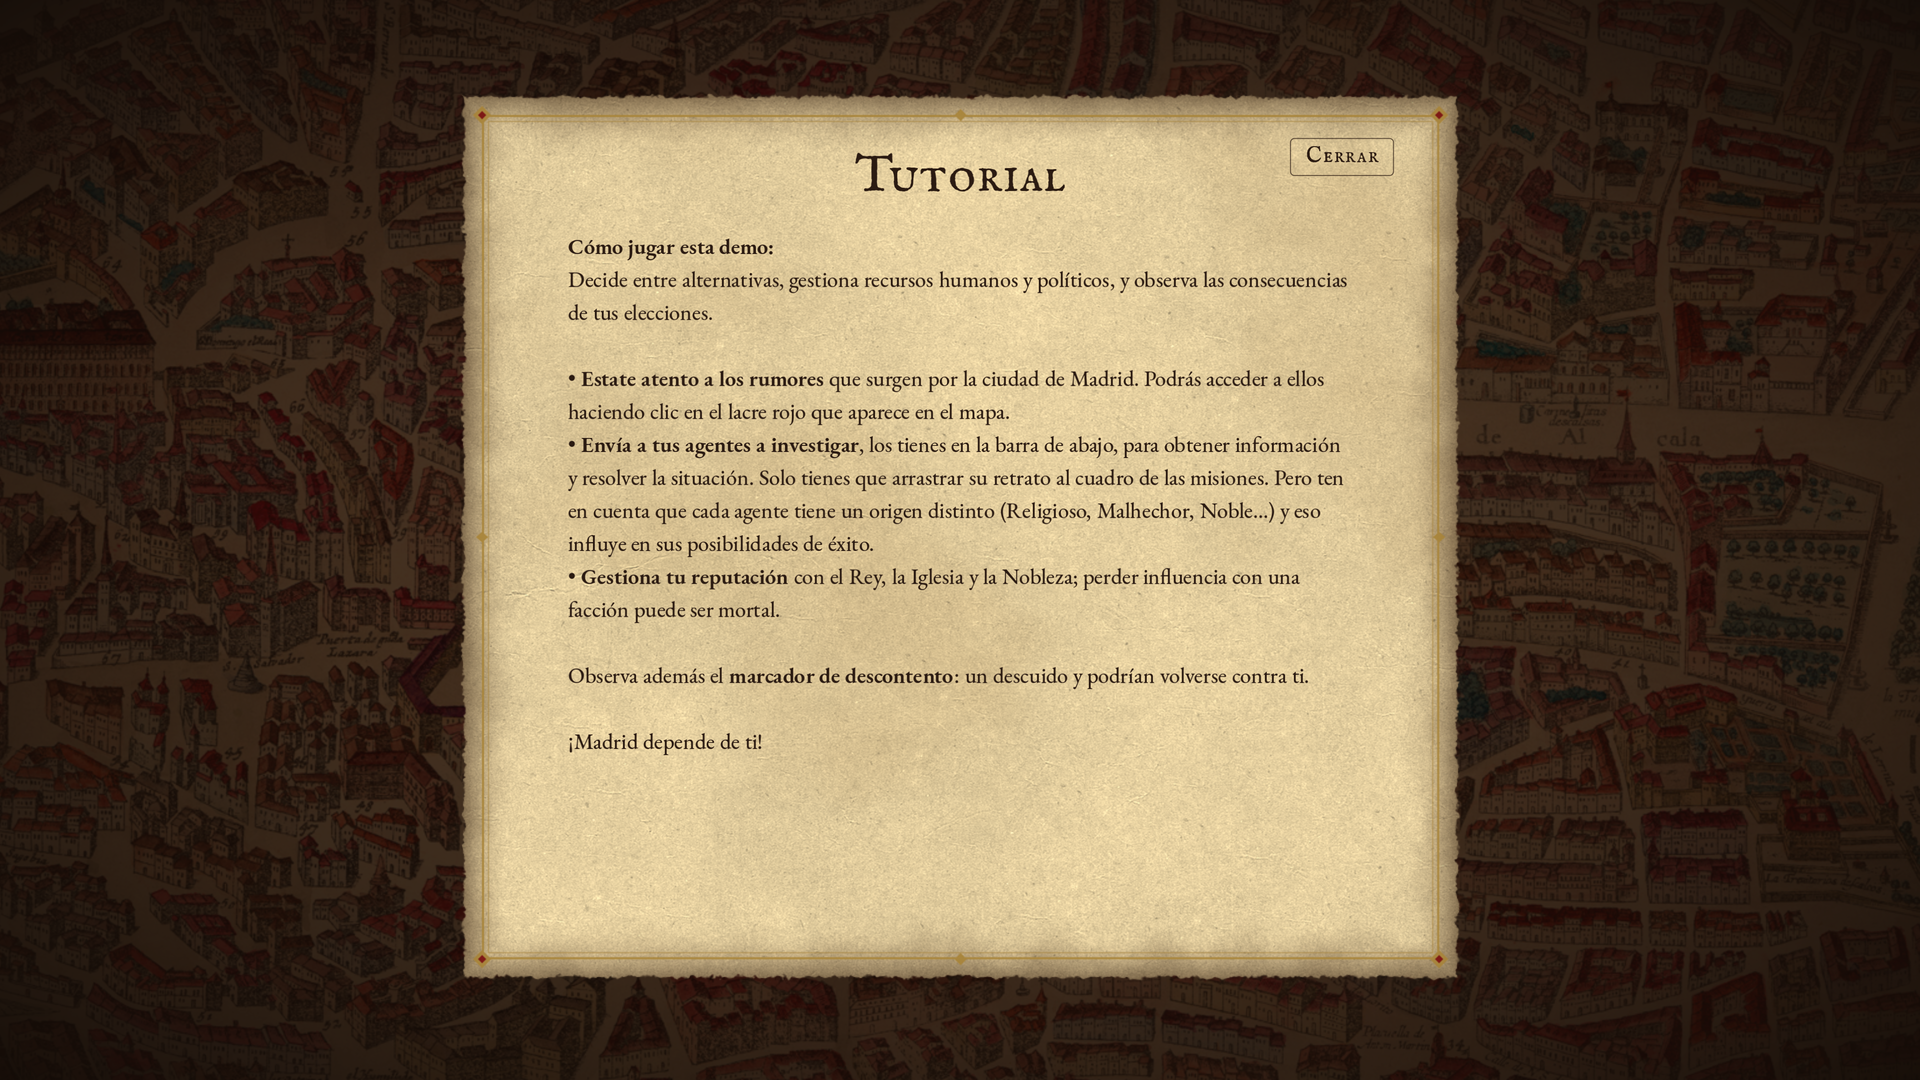 Tutorial
Cerrar
Cómo jugar esta demo:
Decide entre alternativas, gestiona recursos humanos y políticos, y observa las consecuencias
de tus elecciones.
• Estate atento a los rumores que surgen por la ciudad de Madrid. Podrás acceder a ellos
haciendo clic en el lacre rojo que aparece en el mapa.
• Envía a tus agentes a investigar, los tienes en la barra de abajo, para obtener información
y resolver la situación. Solo tienes que arrastrar su retrato al cuadro de las misiones. Pero ten
en cuenta que cada agente tiene un origen distinto (Religioso, Malhechor, Noble...) y eso
influye en sus posibilidades de éxito.
• Gestiona tu reputación con el Rey, la Iglesia y la Nobleza; perder influencia con una
facción puede ser mortal.
Observa además el marcador de descontento: un descuido y podrían volverse contra ti.
¡Madrid depende de ti!
de Al cala